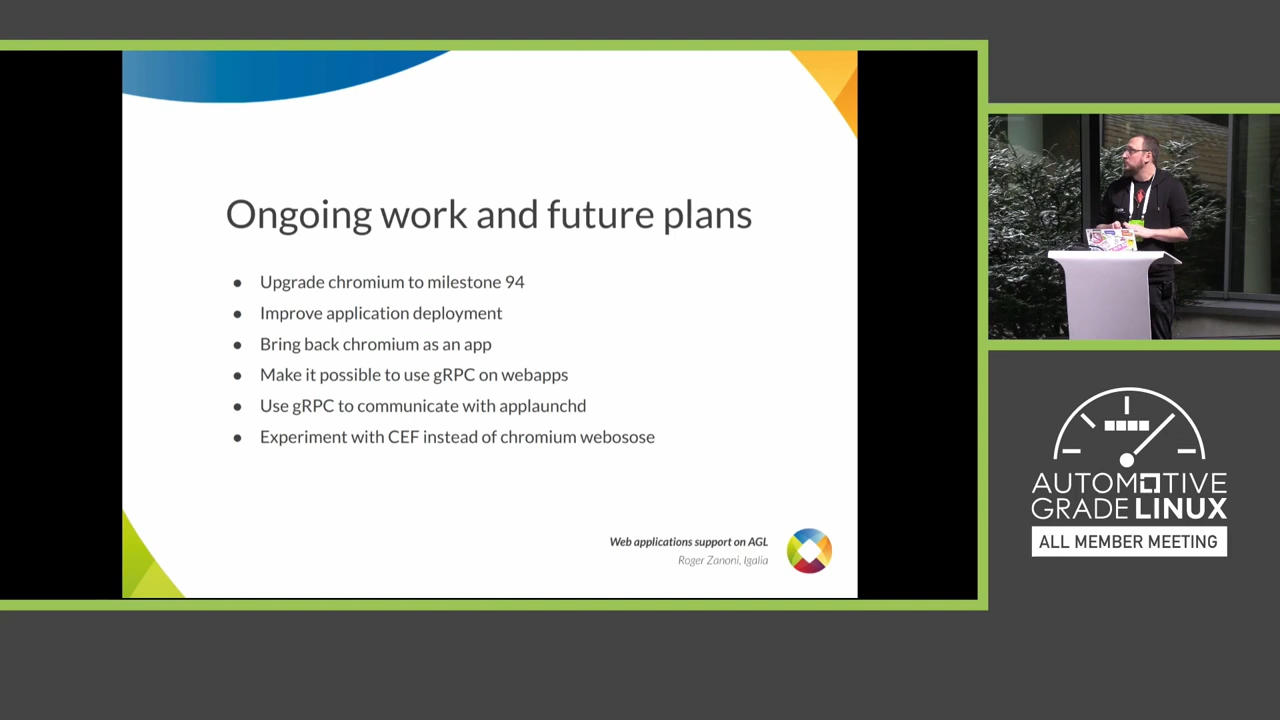 Ongoing work and future plans
● Upgrade chromium to milestone 94
● Improve application deployment
● Bring back chromium as an app
● Make it possible to use gRPC on webapps
● Use gRPC to communicate with applaunchd
● Experiment with CEF instead of chromium webosose
Web applications support on AGL
Roger Zanoni, Igalia
AUTOMOTIVE
GRADE LINUX
ALL MEMBER MEETING